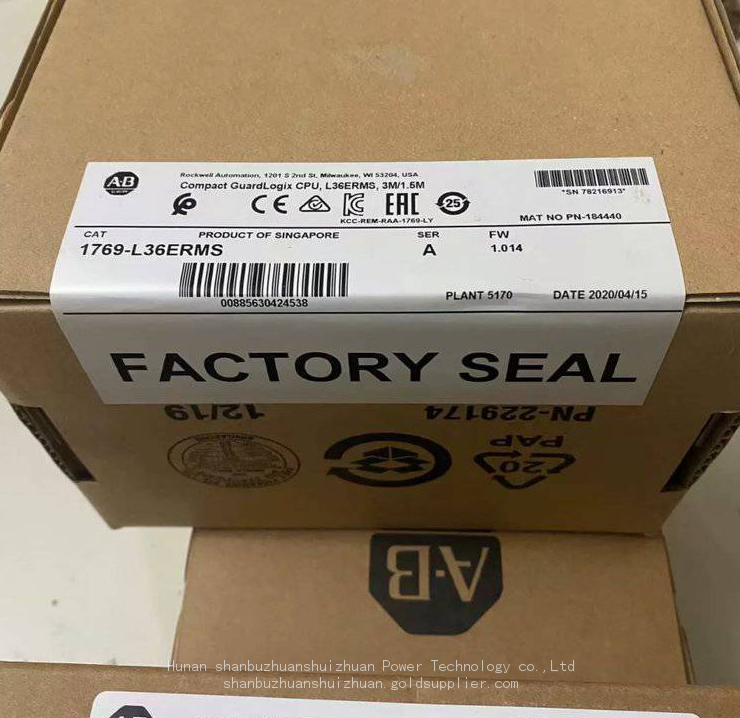 A-B
Rockwell Automation, 1201 S 2nd St, Milwaukee, WI 53204, USA
Compact GuardLogix CPU, L36ERMS, 3M/1.5M
*SN 78216913*
CE EAC 25
KCC-REM-RAA-1769-LY
MAT NO PN-184440
CAT PRODUCT OF SINGAPORE SER FW
1769-L36ERMS A 1.014
00885630424538
PLANT 5170 DATE 2020/04/15
FACTORY SEAL
12/19 PN-229174
20
PAP
A-B
Hunan shanbuzhuanshuizhuan Power Technology co.,Ltd
shanbuzhuanshuizhuan.goldsupplier.com
A-B